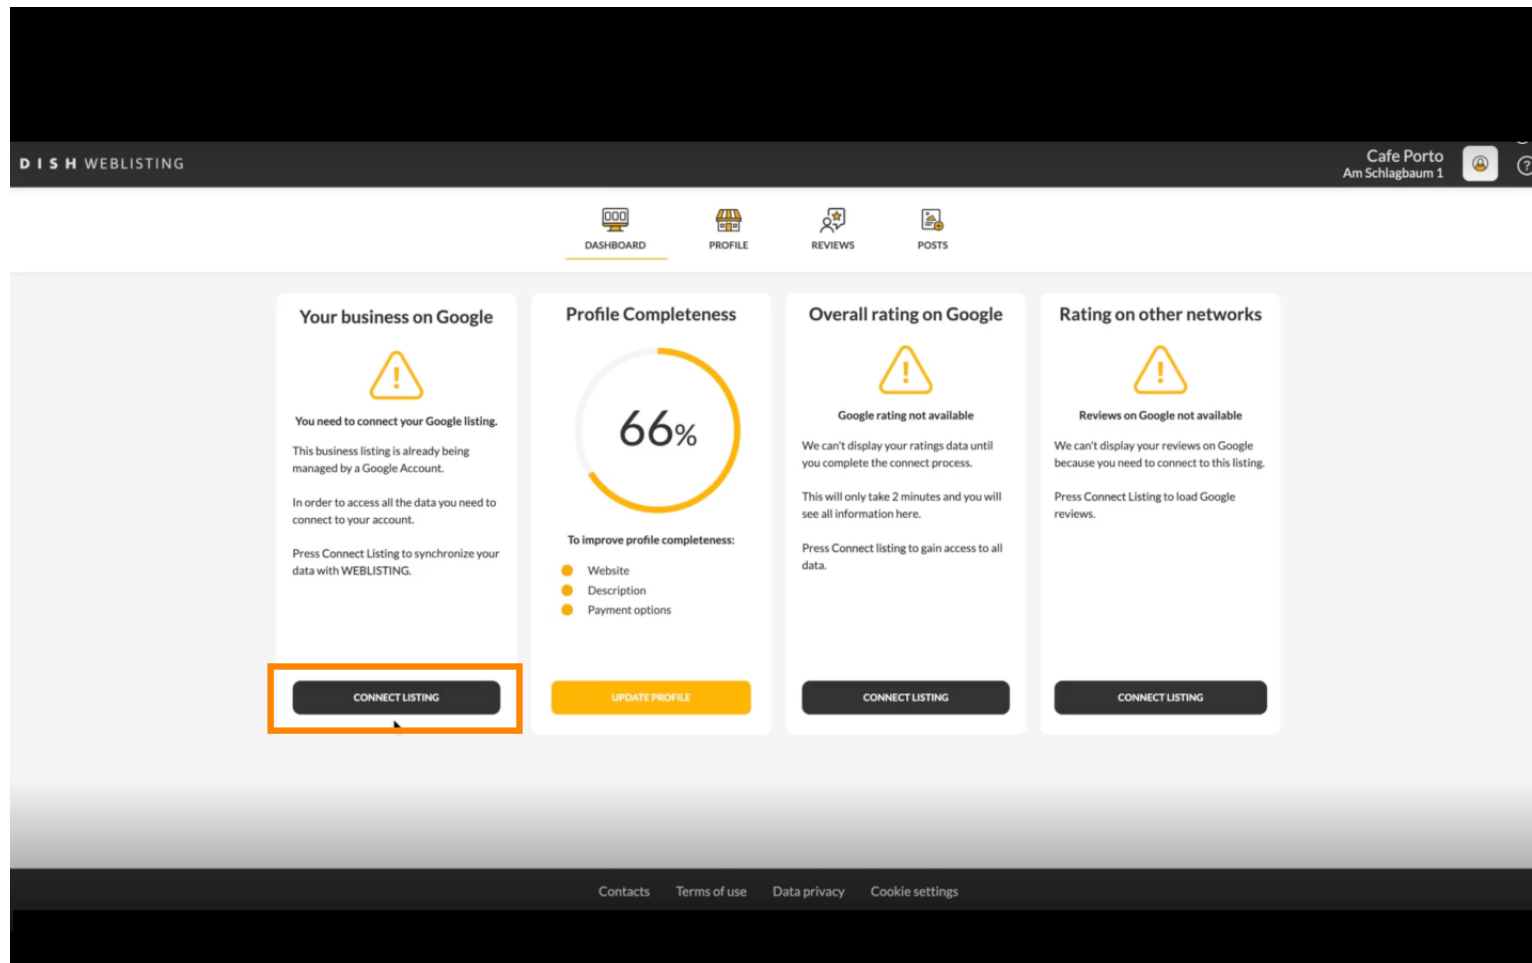 DISH WEBLISTING
Cafe Porto
Am Schlagbaum 1
?
DASHBOARD
PROFILE
REVIEWS
POSTS
Your business on Google
!
You need to connect your Google listing.
This business listing is already being
managed by a Google Account.
In order to access all the data you need to
connect to your account.
Press Connect Listing to synchronize your
data with WEBLISTING.
CONNECT LISTING
Profile Completeness
66%
To improve profile completeness:
Website
Description
Payment options
UPDATE PROFILE
Overall rating on Google
!
Google rating not available
We can't display your ratings data until
you complete the connect process.
This will only take 2 minutes and you will
see all information here.
Press Connect listing to gain access to all
data.
CONNECT LISTING
Rating on other networks
!
Reviews on Google not available
We can't display your reviews on Google
because you need to connect to this listing.
Press Connect Listing to load Google
reviews.
CONNECT LISTING
Contacts
Terms of use
Data privacy
Cookie settings